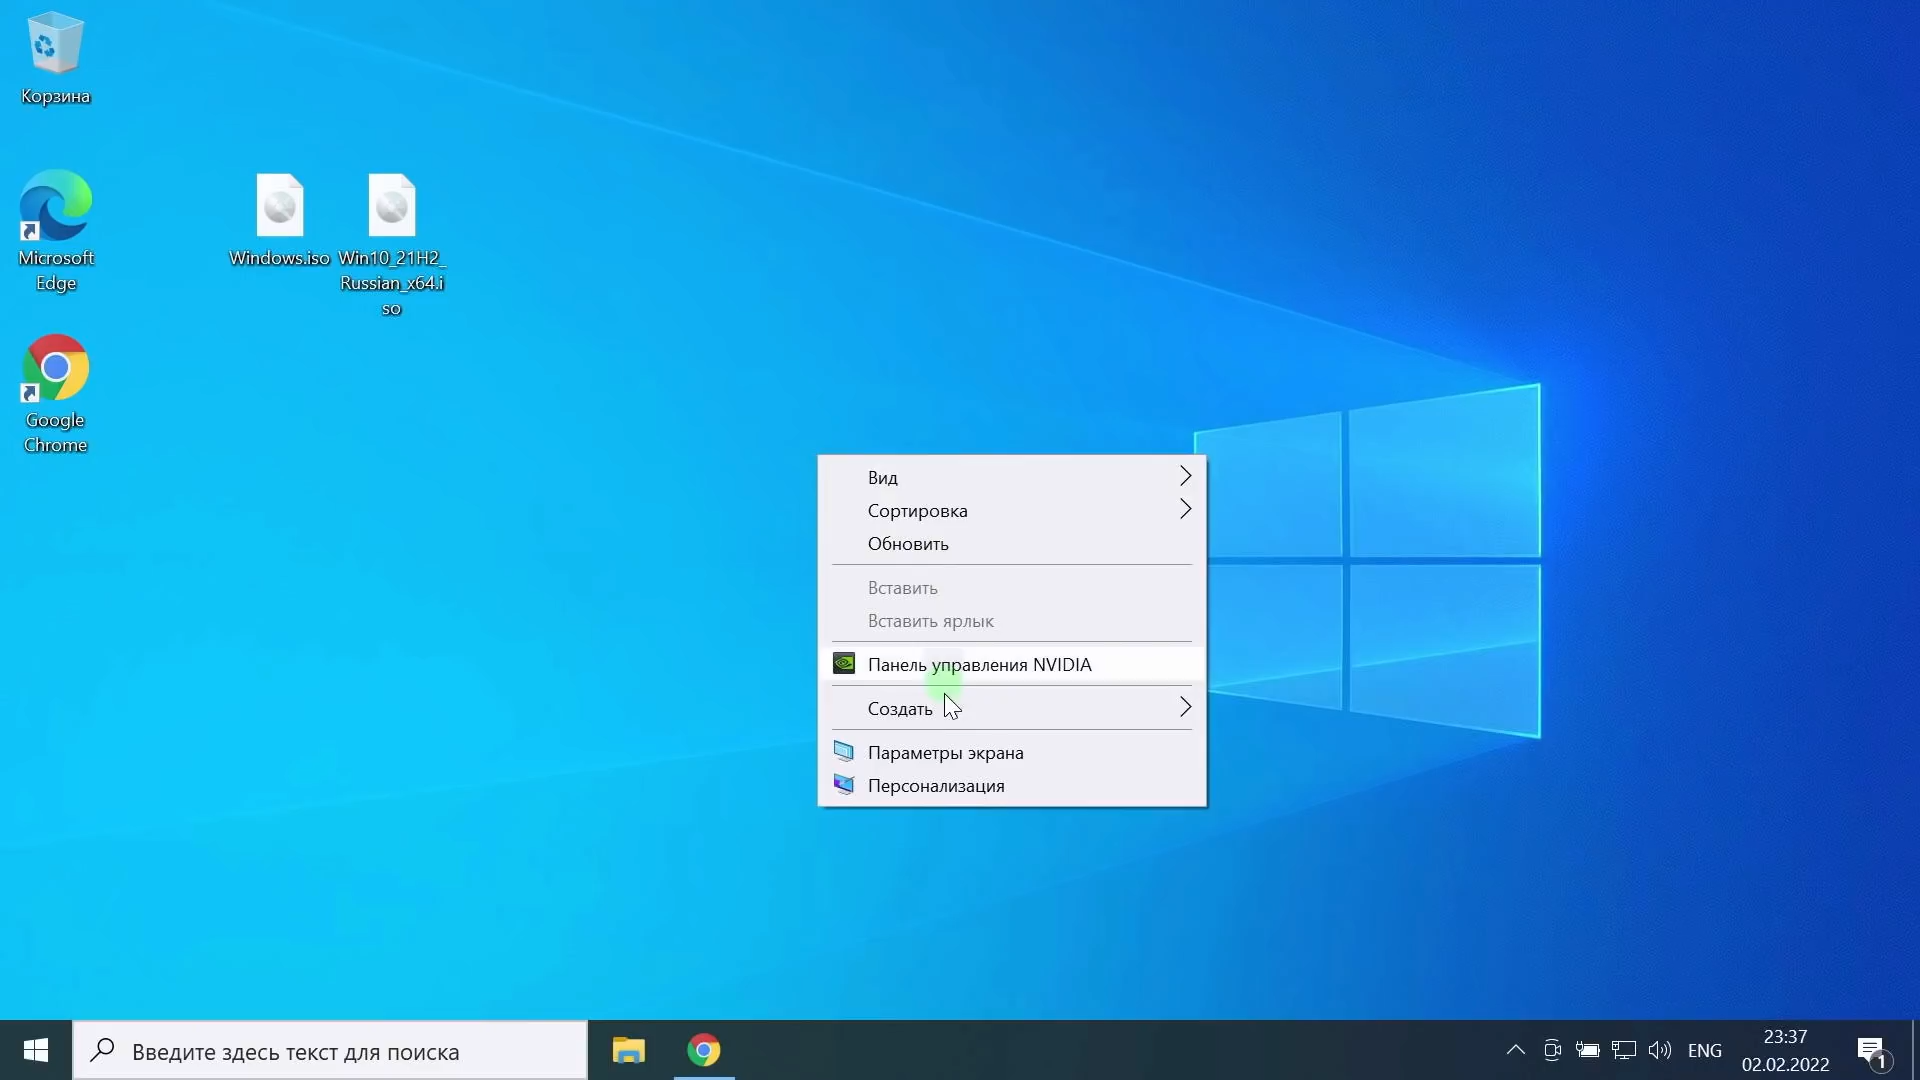 Корзина
Microsoft
Edge
Windows.iso
Win10_21H2_
Russian_x64.i
so
Google
Chrome
Вид
Сортировка
Обновить
Вставить
Вставить ярлык
Панель управления NVIDIA
Создать
Параметры экрана
Персонализация
Введите здесь текст для поиска
ENG
23:37
02.02.2022
1